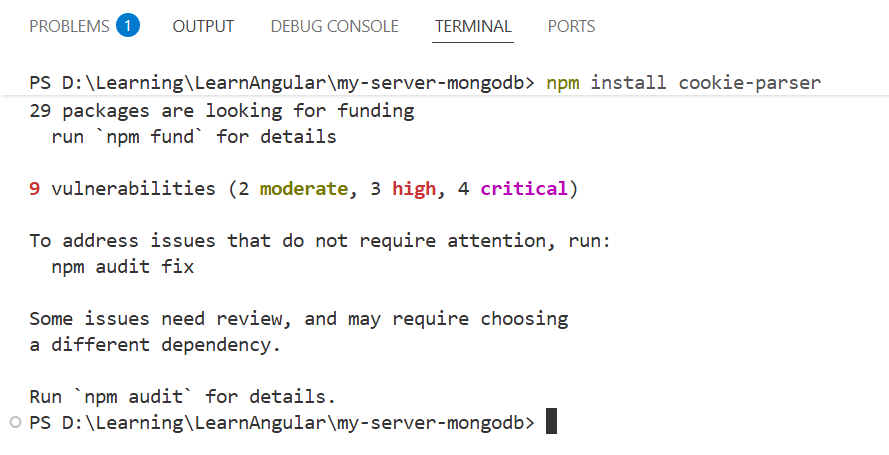 PROBLEMS 1 OUTPUT DEBUG CONSOLE TERMINAL PORTS
PS D:\Learning\LearnAngular\my-server-mongodb> npm install cookie-parser
29 packages are looking for funding
  run `npm fund` for details
9 vulnerabilities (2 moderate, 3 high, 4 critical)
To address issues that do not require attention, run:
  npm audit fix
Some issues need review, and may require choosing
a different dependency.
Run `npm audit` for details.
PS D:\Learning\LearnAngular\my-server-mongodb>